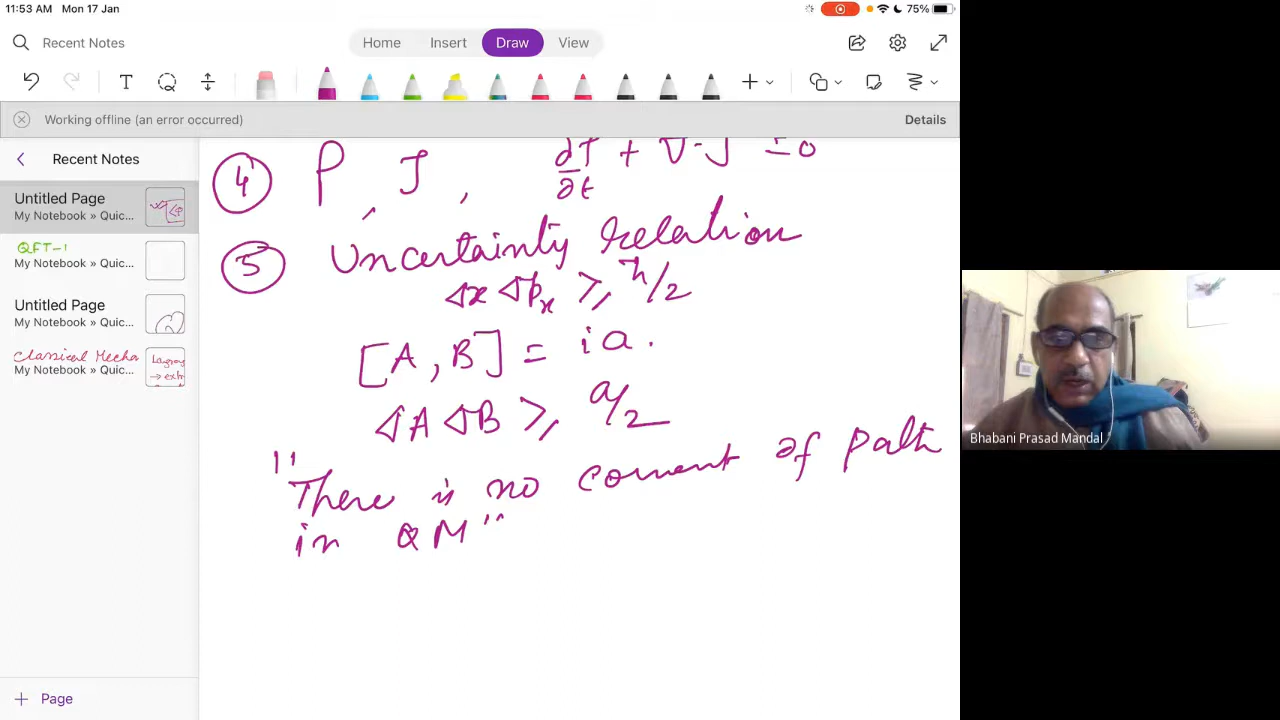 11:53 AM Mon 17 Jan
75%
Recent Notes
Home Insert Draw View
Working offline (an error occurred)
Details
Recent Notes
Untitled Page
My Notebook » Quic...
QFT-1
My Notebook » Quic...
Untitled Page
My Notebook » Quic...
Classical Mecha
My Notebook » Quic...
Page
④ P, J, ∂P/∂t + ∇·J = 0
⑤ Uncertainty relation
Δx Δpx ≥ ħ/2
[A, B] = ia.
ΔA ΔB ≥ a/2
"There is no
of path
in QM"
Bhabani Prasad Mandal